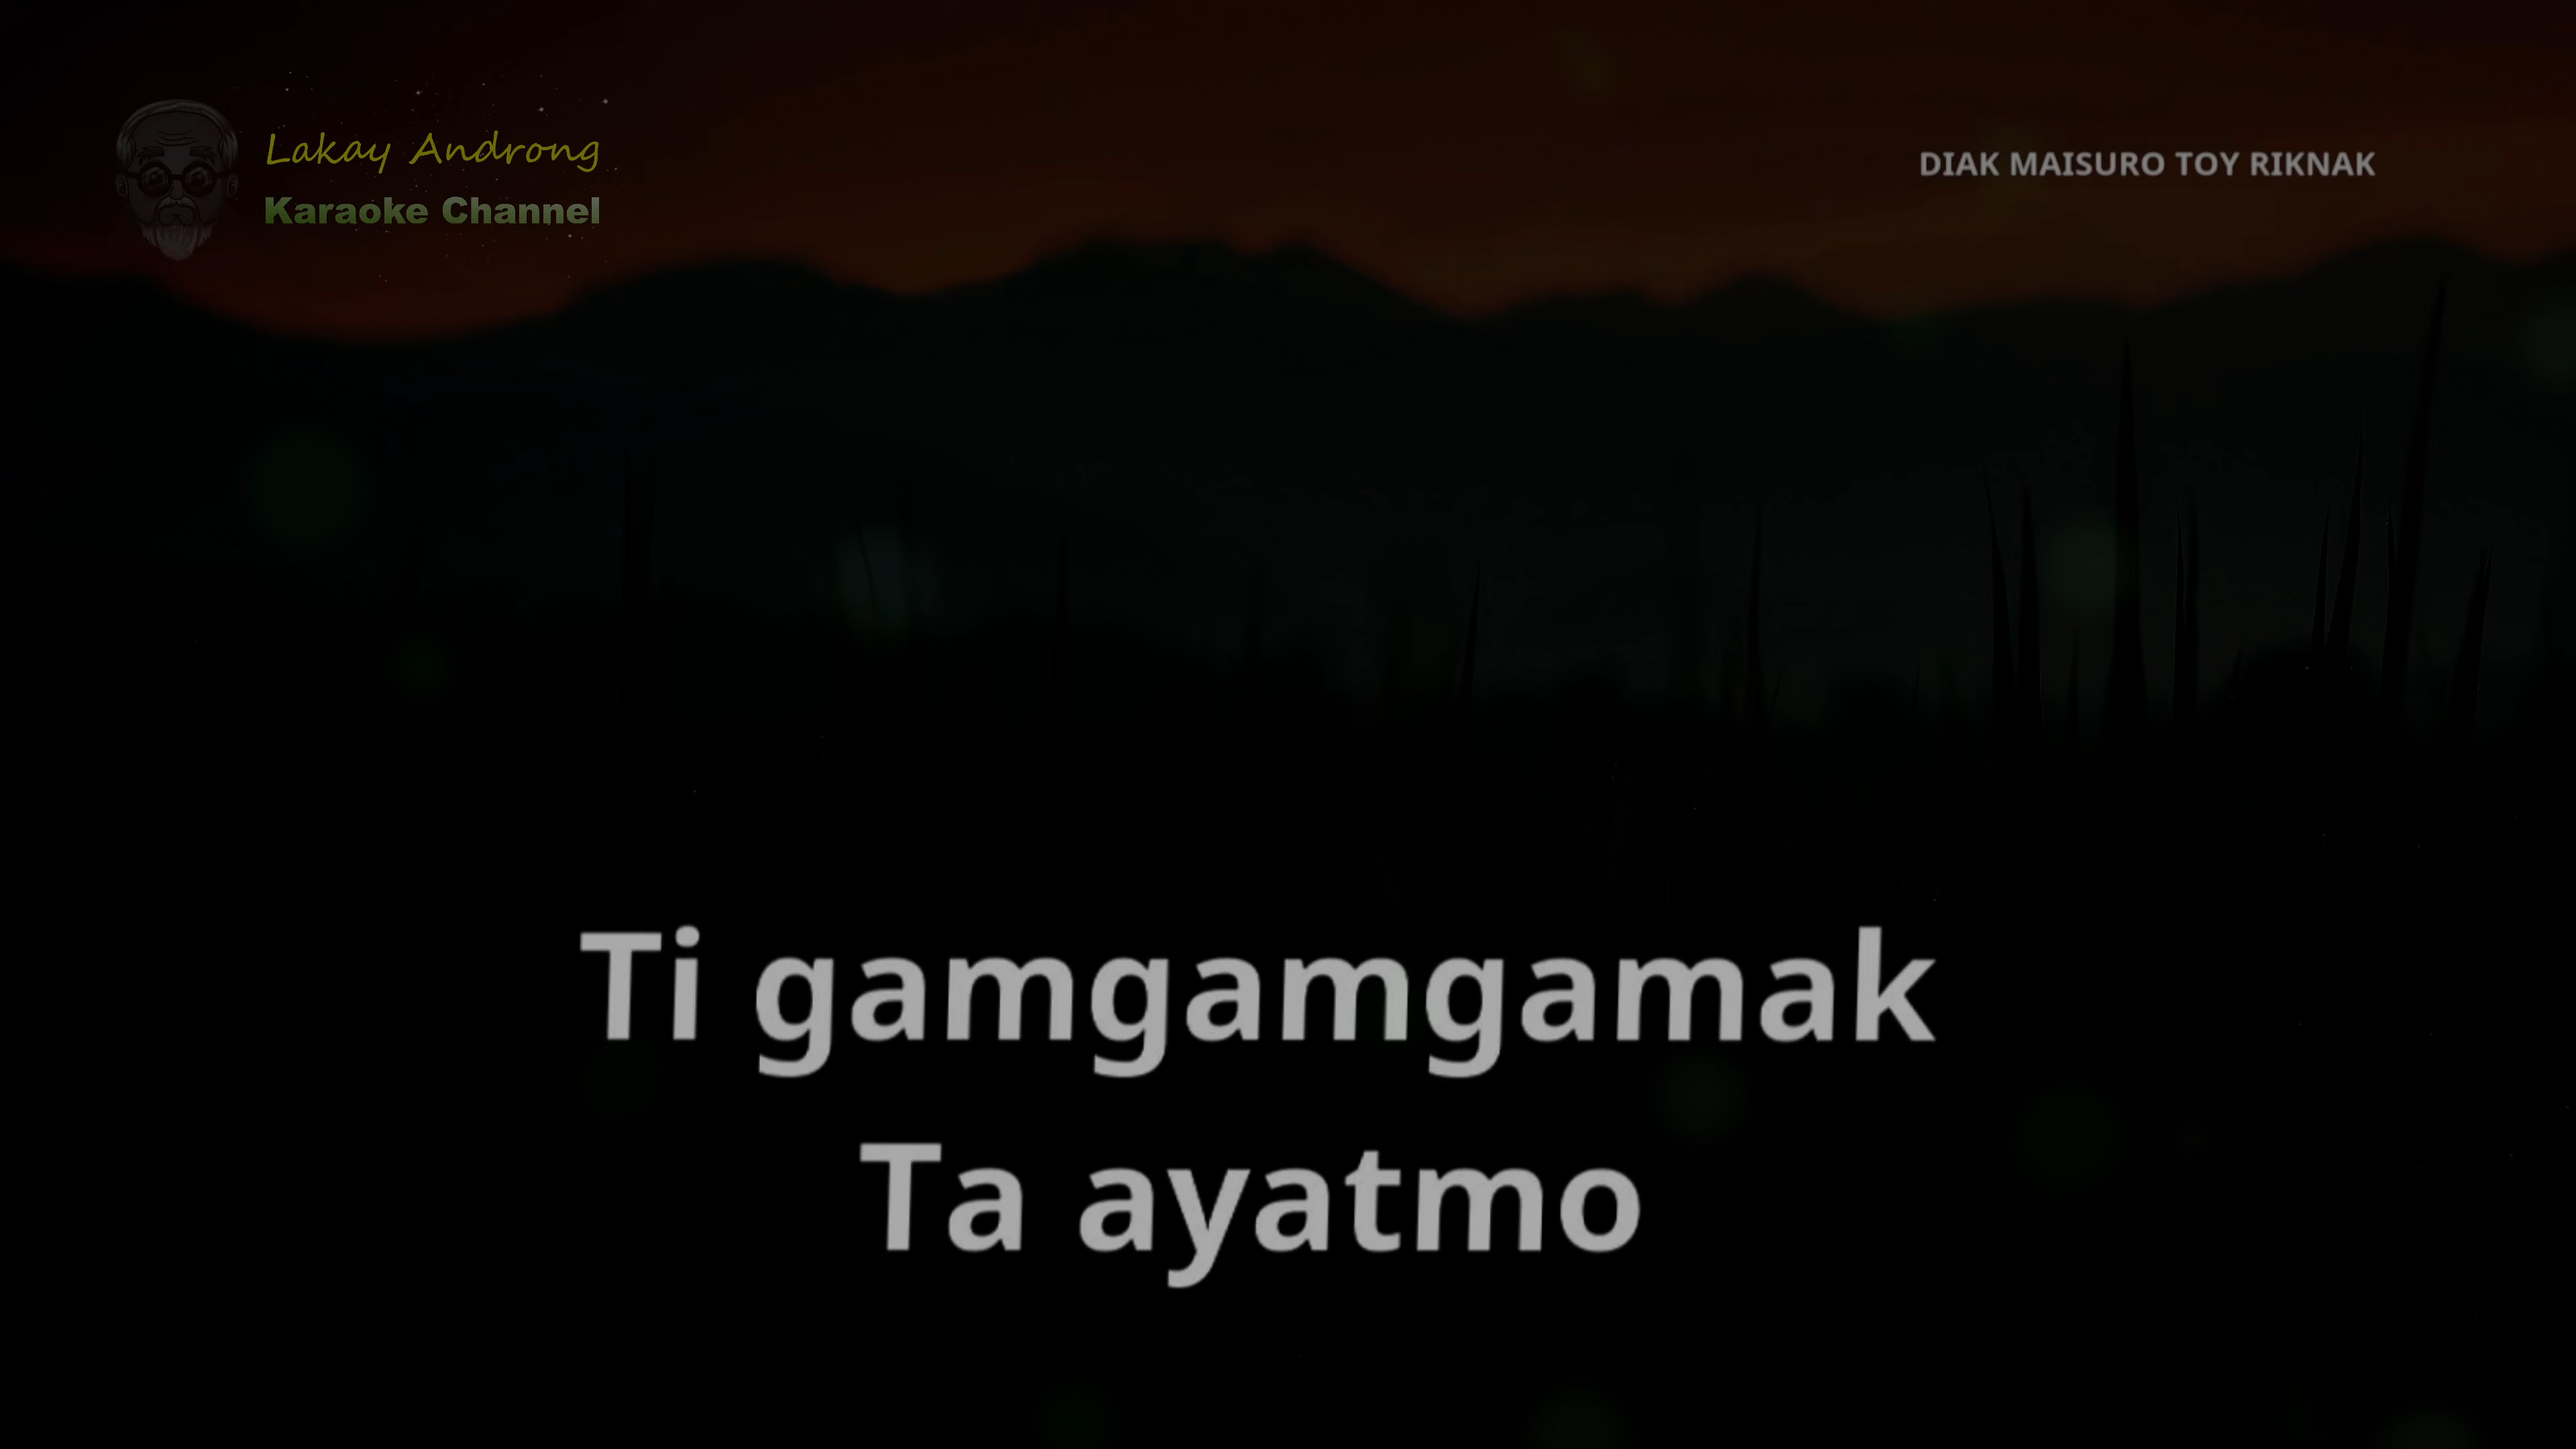 Lakay Androng
Karaoke Channel
DIAK MAISURO TOY RIKNAK
Ti gamgamgamak
Ta ayatmo